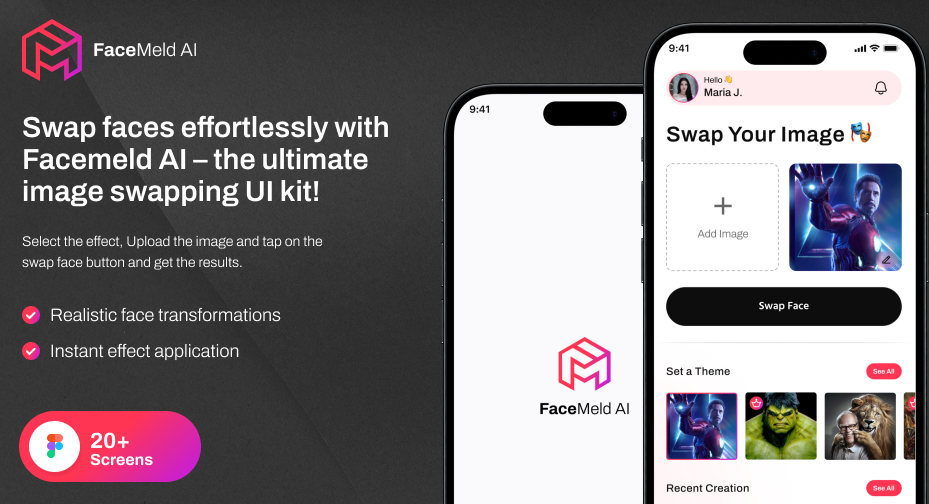 FaceMeld AI
Swap faces effortlessly with
Facemeld AI – the ultimate
image swapping UI kit!
Select the effect, Upload the image and tap on the
swap face button and get the results.
Realistic face transformations
Instant effect application
20+
Screens
9:41
FaceMeld AI
9:41
Hello 👋
Maria J.
Swap Your Image 🎭
Add Image
Swap Face
Set a Theme
See All
Recent Creation
See All